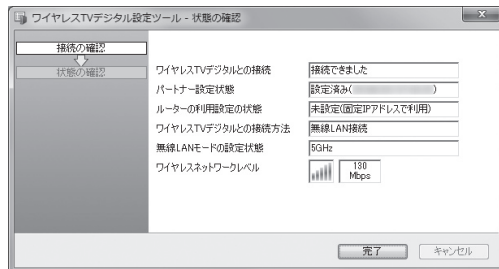 ワイヤレスTVデジタル設定ツール - 状態の確認
接続の確認
状態の確認
ワイヤレスTVデジタルとの接続 接続できました
パートナー設定状態 設定済み( )
ルーターの利用設定の状態 未設定(固定IPアドレスで利用)
ワイヤレスTVデジタルとの接続方法 無線LAN接続
無線LANモードの設定状態 5GHz
ワイヤレスネットワークレベル 130
Mbps
完了 キャンセル